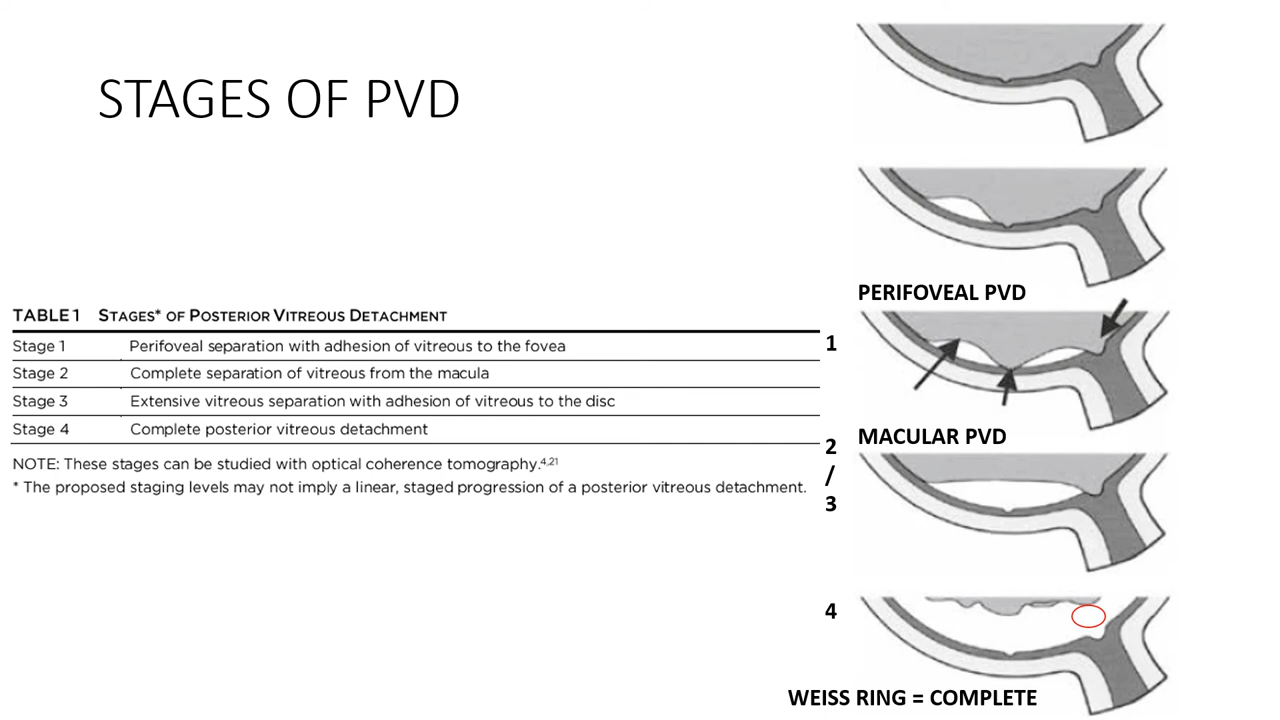 STAGES OF PVD
TABLE 1 STAGES* OF POSTERIOR VITREOUS DETACHMENT
Stage 1 Perifoveal separation with adhesion of vitreous to the fovea
Stage 2 Complete separation of vitreous from the macula
Stage 3 Extensive vitreous separation with adhesion of vitreous to the disc
Stage 4 Complete posterior vitreous detachment
NOTE: These stages can be studied with optical coherence tomography.4,21
* The proposed staging levels may not imply a linear, staged progression of a posterior vitreous detachment.
PERIFOVEAL PVD
1
MACULAR PVD
2
/
3
4
WEISS RING = COMPLETE